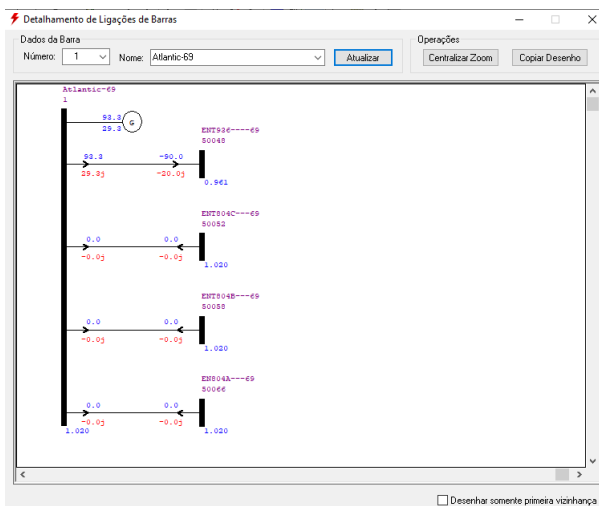 Detalhamento de Ligações de Barras
Dados da Barra
Número: 1 Nome: Atlantic-69 Atualizar
Operações
Centralizar Zoom Copiar Desenho
Atlantic-69
1
93.3
29.3
G
ENT936----69
50048
93.3 -90.0
29.3j -20.0j
0.961
ENT804C---69
50052
0.0 0.0
-0.0j -0.0j
1.020
ENT804B---69
50058
0.0 0.0
-0.0j -0.0j
1.020
EN804A---69
50066
0.0 0.0
-0.0j -0.0j
1.020 1.020
Desenhar somente primeira vizinhança